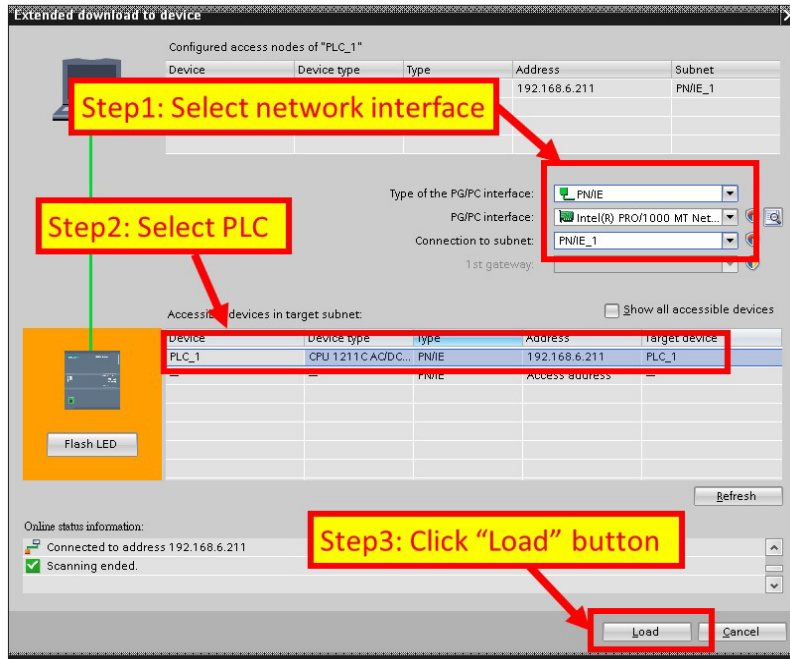 Extended download to device
Configured access nodes of "PLC_1"
Device Device type Type Address Subnet
192.168.6.211 PN/IE_1
Step1: Select network interface
Type of the PG/PC interface: PN/IE
PG/PC interface: Intel(R) PRO/1000 MT Net...
Connection to subnet: PN/IE_1
1st gateway:
Step2: Select PLC
Accessible devices in target subnet: Show all accessible devices
Device Device type Type Address Target device
PLC_1 CPU 1211C AC/DC... PN/IE 192.168.6.211 PLC_1
— — PN/IE Access address —
Flash LED
Refresh
Online status information:
Connected to address 192.168.6.211
Scanning ended.
Step3: Click “Load” button
Load Cancel